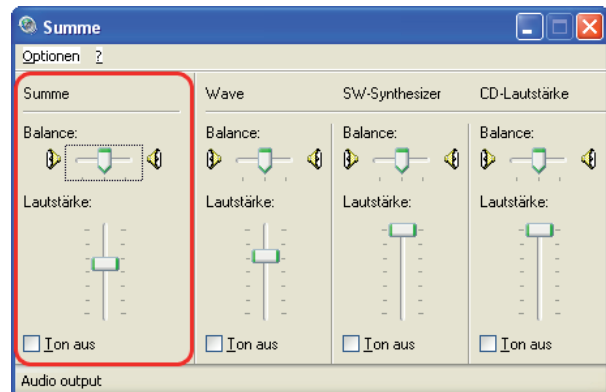 Summe
Optionen ?
Summe Wave SW-Synthesizer CD-Lautstärke
Balance: Balance: Balance: Balance:
Lautstärke: Lautstärke: Lautstärke: Lautstärke:
Ton aus Ton aus Ton aus Ton aus
Audio output